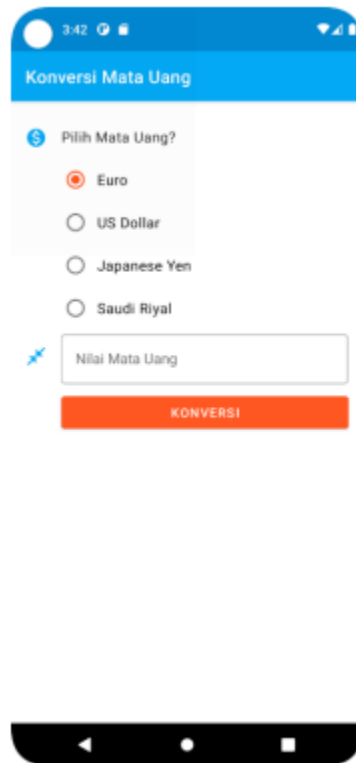 3:42
Konversi Mata Uang
Pilih Mata Uang?
Euro
US Dollar
Japanese Yen
Saudi Riyal
Nilai Mata Uang
KONVERSI